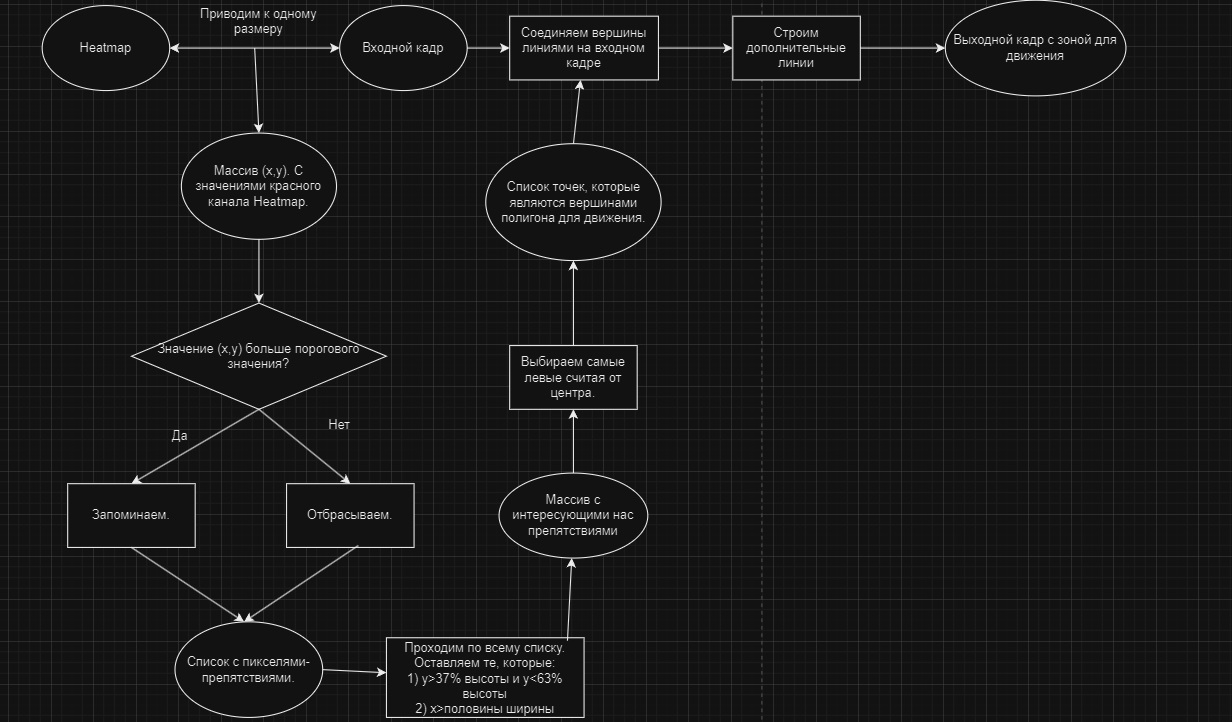 Heatmap
Приводим к одному
размеру
Входной кадр
Соединяем вершины
линиями на входном
кадре
Строим
дополнительные
линии
Выходной кадр с зоной для
движения
Массив (x,y). С
значениями красного
канала Heatmap.
Значение (x,y) больше порогового
значения?
Да
Нет
Запоминаем.
Отбрасываем.
Список с пикселями-
препятствиями.
Проходим по всему списку.
Оставляем те, которые:
1) y>37% высоты и y<63%
высоты
2) x>половины ширины
Массив с
интересующими нас
препятствиями
Выбираем самые
левые считая от
центра.
Список точек, которые
являются вершинами
полигона для движения.